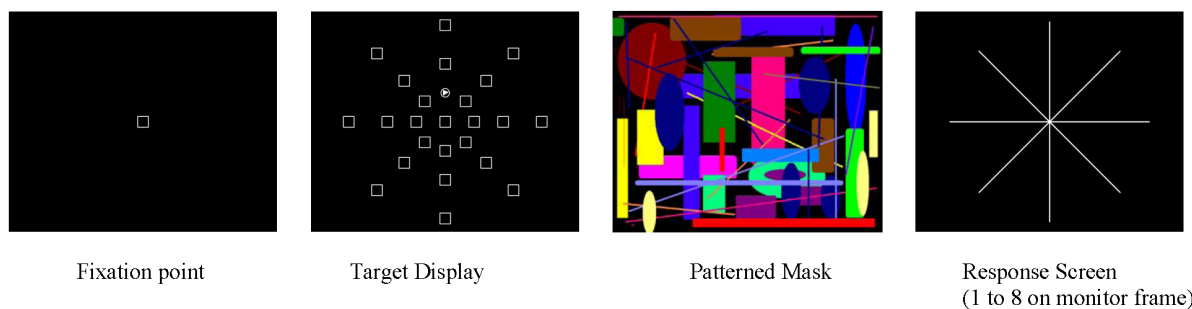 Fixation point
Target Display
Patterned Mask
Response Screen
(1 to 8 on monitor frame)